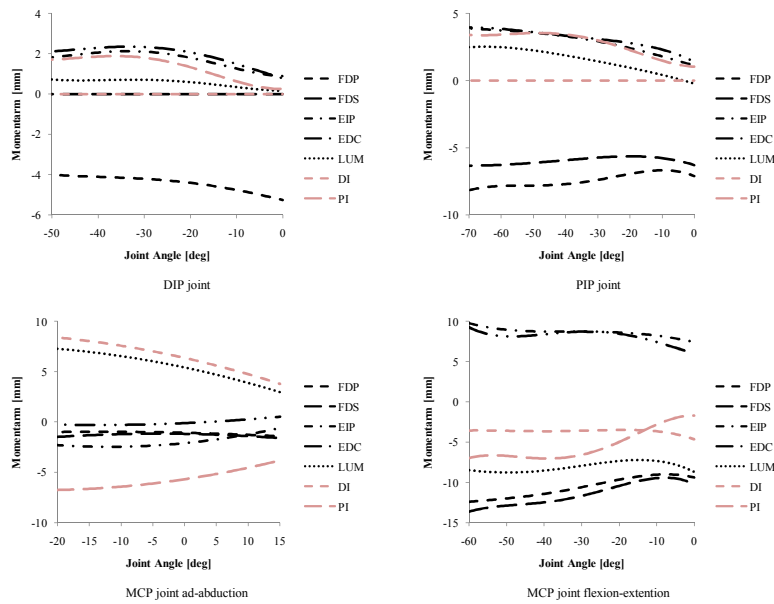 4
2
0
-2
-4
-6
-50 -40 -30 -20 -10 0
Momentarm [mm]
Joint Angle [deg]
FDP
FDS
EIP
EDC
LUM
DI
PI
DIP joint
5
0
-5
-10
-70 -60 -50 -40 -30 -20 -10 0
Momentarm [mm]
Joint Angle [deg]
FDP
FDS
EIP
EDC
LUM
DI
PI
PIP joint
10
5
0
-5
-10
-20 -15 -10 -5 0 5 10 15
Momentarm [mm]
Joint Angle [deg]
FDP
FDS
EIP
EDC
LUM
DI
PI
MCP joint ad-abduction
10
5
0
-5
-10
-15
-60 -50 -40 -30 -20 -10 0
Momentarm [mm]
Joint Angle [deg]
FDP
FDS
EIP
EDC
LUM
DI
PI
MCP joint flexion-extention